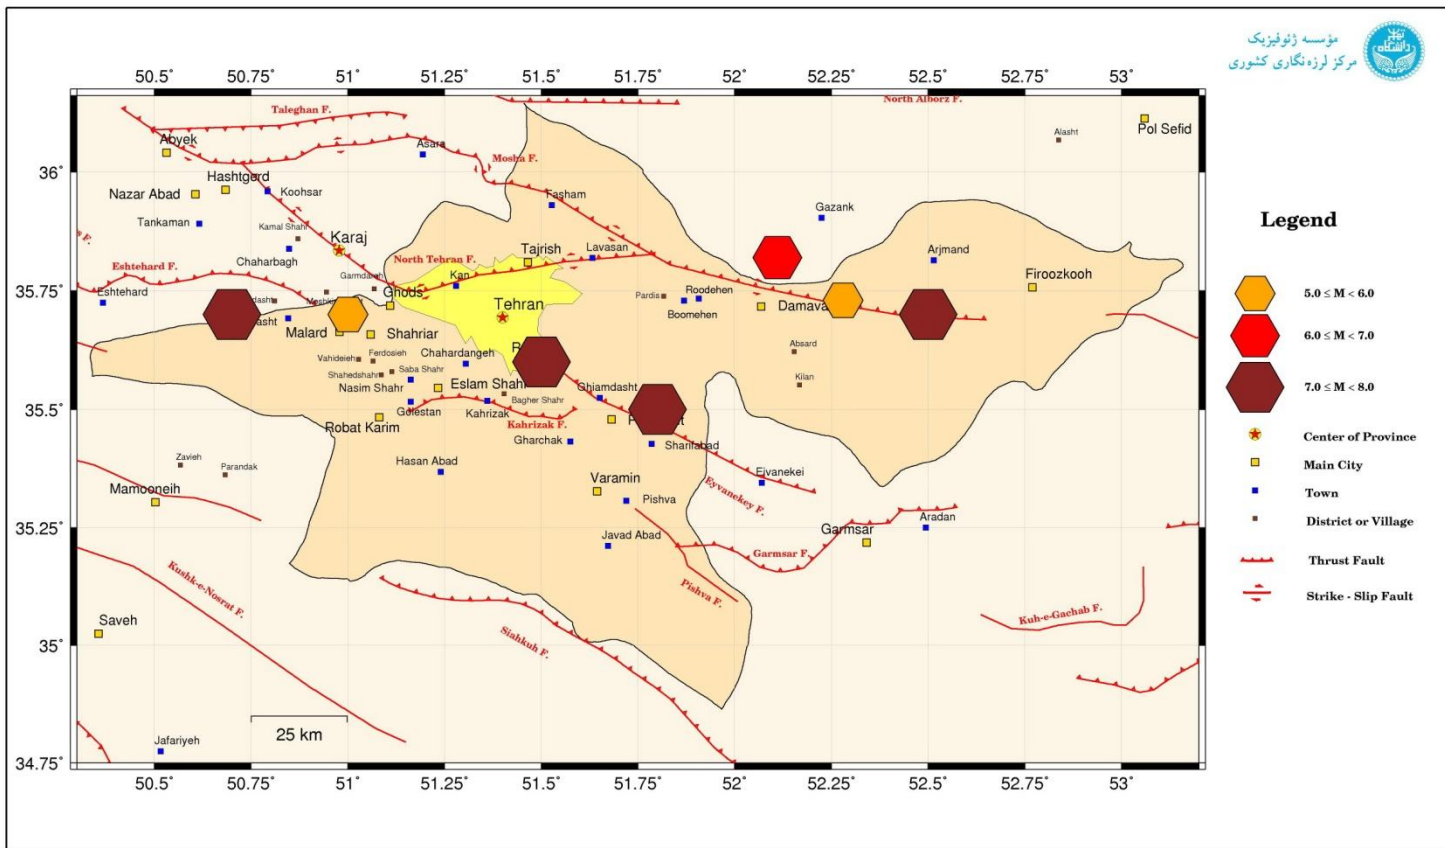 مؤسسه ژئوفیزیک
مرکز لرزه نگاری کشوری
50.5° 50.75° 51° 51.25° 51.5° 51.75° 52° 52.25° 52.5° 52.75° 53°
Taleghan F.
North Alborz F.
Pol Sefid
Alasht
Abyek
Asara
Mosha F.
36°
Hashtgerd
Nazar Abad
Koohsar
Fasham
Gazank
Tankaman
Kamal Shahr
Karaj
Chaharbagh
Tajrish
Lavasan
Arjmand
North Tehran F.
Eshtehard F.
Garmdareh
Kan
Firoozkooh
35.75°
Eshtehard
Ghods
Pardis
Roodehen
Boomehen
Tehran
Malard
Shahriar
Absard
Vahideieh
Ferdosieh
Chahardangeh
Shahedshahr
Saba Shahr
Nasim Shahr
Eslam Shahr
Kilan
Ghiamdasht
Bagher Shahr
35.5°
Golestan
Kahrizak
Robat Karim
Kahrizak F.
Gharchak
Sharifabad
Zavieh
Parandak
Hasan Abad
Mamooneih
Varamin
Pishva
Eivanekei
Eyvanekey F.
35.25°
Javad Abad
Garmsar
Aradan
Garmsar F.
Pishva F.
Kushk-e-Nosrat F.
Saveh
Siahkuh F.
Kuh-e-Gachab F.
35°
25 km
Jafariyeh
34.75°
50.5° 50.75° 51° 51.25° 51.5° 51.75° 52° 52.25° 52.5° 52.75° 53°
Legend
5.0 ≤ M < 6.0
6.0 ≤ M < 7.0
7.0 ≤ M < 8.0
Center of Province
Main City
Town
District or Village
Thrust Fault
Strike - Slip Fault